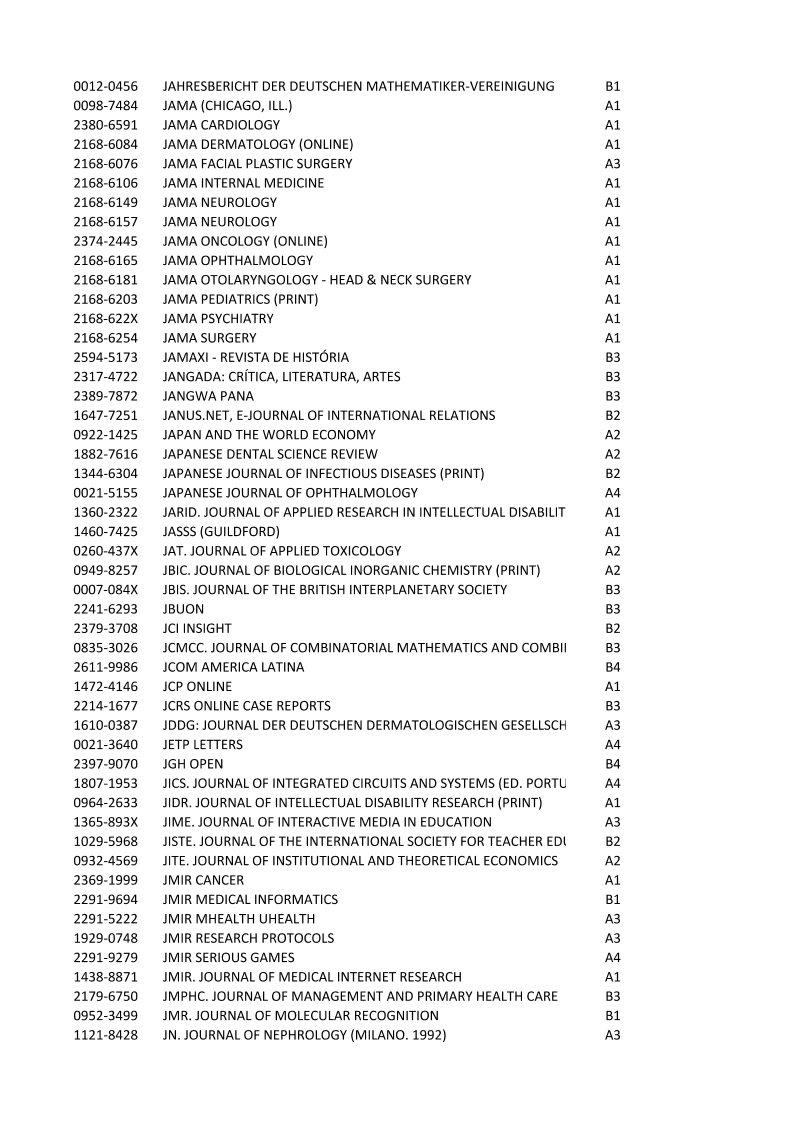 0012-0456 JAHRESBERICHT DER DEUTSCHEN MATHEMATIKER-VEREINIGUNG B1
0098-7484 JAMA (CHICAGO, ILL.) A1
2380-6591 JAMA CARDIOLOGY A1
2168-6084 JAMA DERMATOLOGY (ONLINE) A1
2168-6076 JAMA FACIAL PLASTIC SURGERY A3
2168-6106 JAMA INTERNAL MEDICINE A1
2168-6149 JAMA NEUROLOGY A1
2168-6157 JAMA NEUROLOGY A1
2374-2445 JAMA ONCOLOGY (ONLINE) A1
2168-6165 JAMA OPHTHALMOLOGY A1
2168-6181 JAMA OTOLARYNGOLOGY - HEAD & NECK SURGERY A1
2168-6203 JAMA PEDIATRICS (PRINT) A1
2168-622X JAMA PSYCHIATRY A1
2168-6254 JAMA SURGERY A1
2594-5173 JAMAXI - REVISTA DE HISTÓRIA B3
2317-4722 JANGADA: CRÍTICA, LITERATURA, ARTES B3
2389-7872 JANGWA PANA B3
1647-7251 JANUS.NET, E-JOURNAL OF INTERNATIONAL RELATIONS B2
0922-1425 JAPAN AND THE WORLD ECONOMY A2
1882-7616 JAPANESE DENTAL SCIENCE REVIEW A2
1344-6304 JAPANESE JOURNAL OF INFECTIOUS DISEASES (PRINT) B2
0021-5155 JAPANESE JOURNAL OF OPHTHALMOLOGY A4
1360-2322 JARID. JOURNAL OF APPLIED RESEARCH IN INTELLECTUAL DISABILIT A1
1460-7425 JASSS (GUILDFORD) A1
0260-437X JAT. JOURNAL OF APPLIED TOXICOLOGY A2
0949-8257 JBIC. JOURNAL OF BIOLOGICAL INORGANIC CHEMISTRY (PRINT) A2
0007-084X JBIS. JOURNAL OF THE BRITISH INTERPLANETARY SOCIETY B3
2241-6293 JBUON B3
2379-3708 JCI INSIGHT B2
0835-3026 JCMCC. JOURNAL OF COMBINATORIAL MATHEMATICS AND COMBI B3
2611-9986 JCOM AMERICA LATINA B4
1472-4146 JCP ONLINE A1
2214-1677 JCRS ONLINE CASE REPORTS B3
1610-0387 JDDG: JOURNAL DER DEUTSCHEN DERMATOLOGISCHEN GESELLSCH A3
0021-3640 JETP LETTERS A4
2397-9070 JGH OPEN B4
1807-1953 JICS. JOURNAL OF INTEGRATED CIRCUITS AND SYSTEMS (ED. PORTU A4
0964-2633 JIDR. JOURNAL OF INTELLECTUAL DISABILITY RESEARCH (PRINT) A1
1365-893X JIME. JOURNAL OF INTERACTIVE MEDIA IN EDUCATION A3
1029-5968 JISTE. JOURNAL OF THE INTERNATIONAL SOCIETY FOR TEACHER EDU B2
0932-4569 JITE. JOURNAL OF INSTITUTIONAL AND THEORETICAL ECONOMICS A2
2369-1999 JMIR CANCER A1
2291-9694 JMIR MEDICAL INFORMATICS B1
2291-5222 JMIR MHEALTH UHEALTH A3
1929-0748 JMIR RESEARCH PROTOCOLS A3
2291-9279 JMIR SERIOUS GAMES A4
1438-8871 JMIR. JOURNAL OF MEDICAL INTERNET RESEARCH A1
2179-6750 JMPHC. JOURNAL OF MANAGEMENT AND PRIMARY HEALTH CARE B3
0952-3499 JMR. JOURNAL OF MOLECULAR RECOGNITION B1
1121-8428 JN. JOURNAL OF NEPHROLOGY (MILANO. 1992) A3